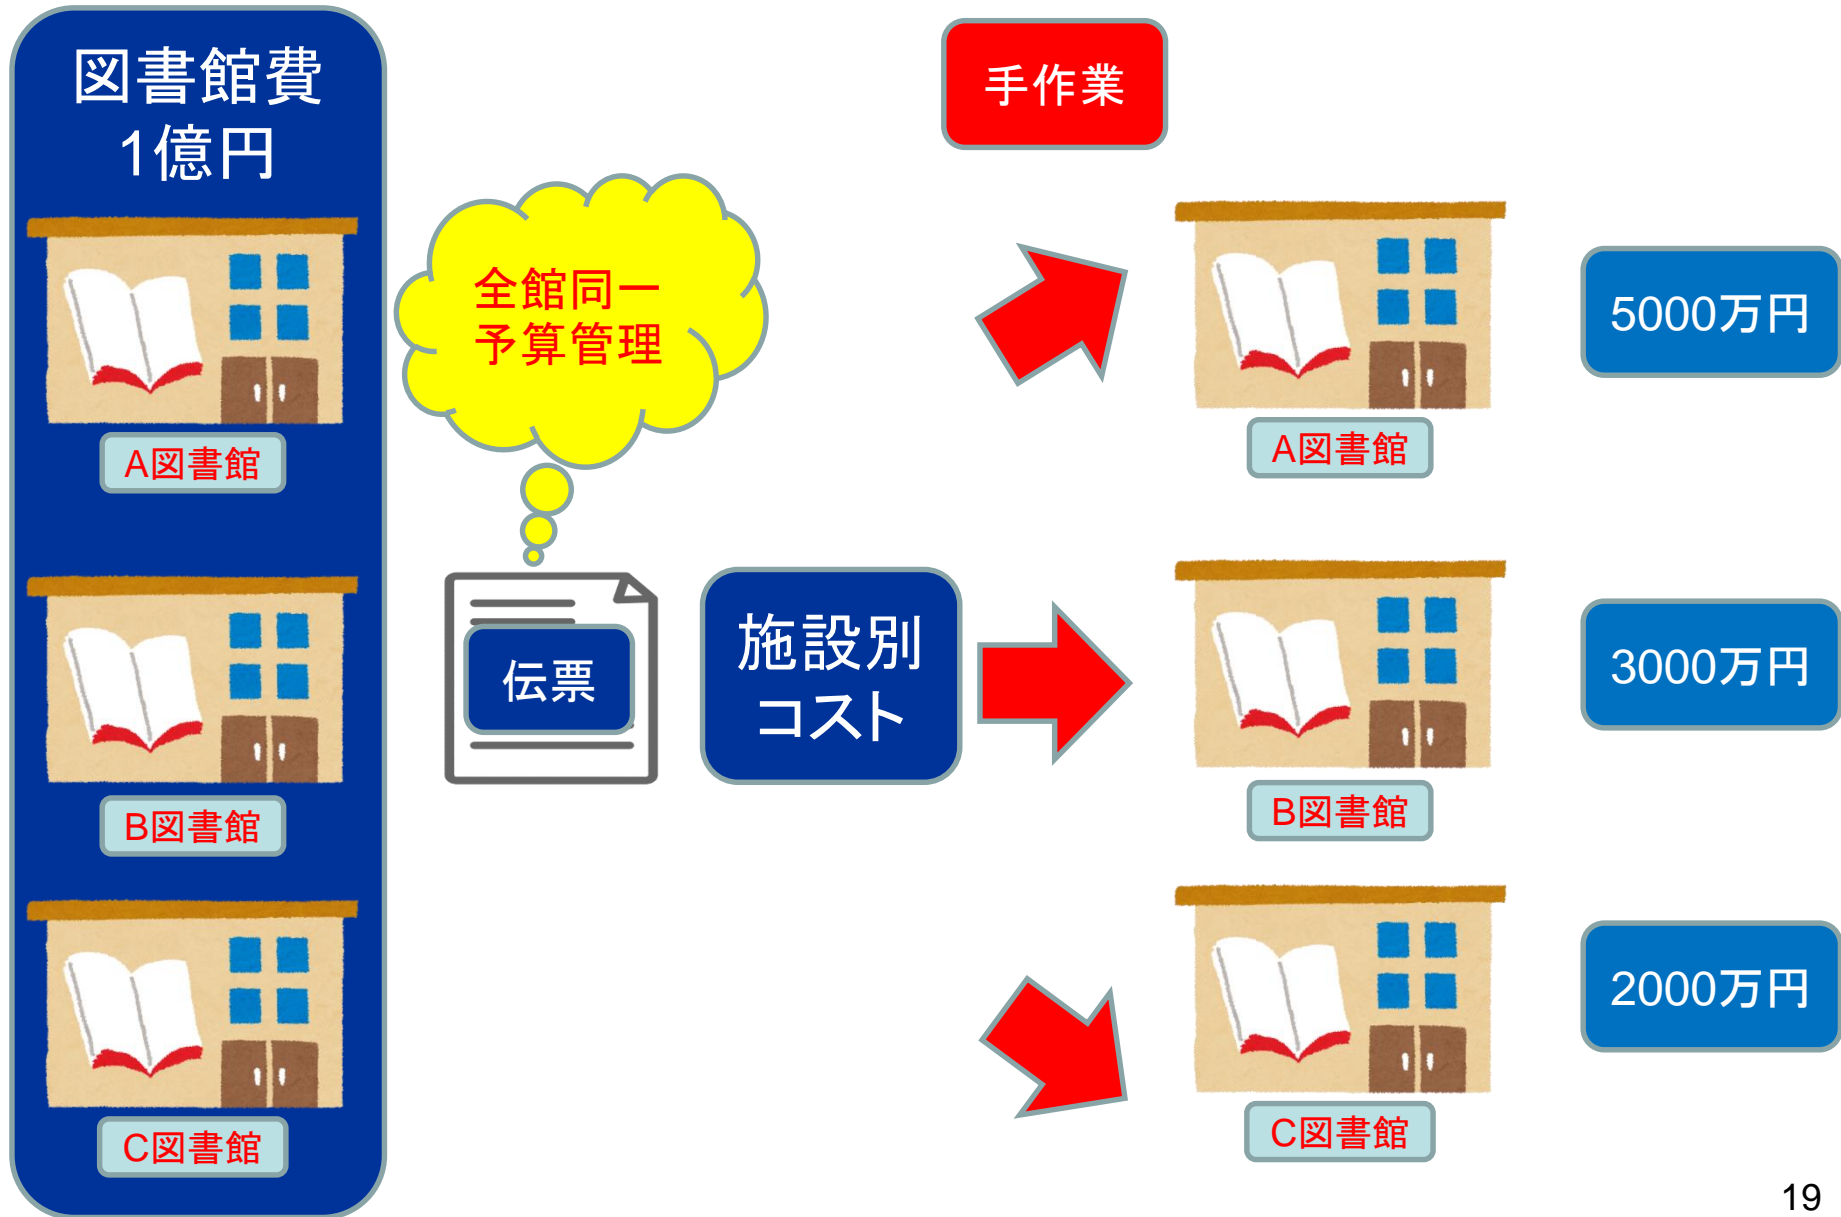 図書館費
1億円
A図書館
B図書館
C図書館
全館同一
予算管理
伝票
施設別
コスト
手作業
A図書館
5000万円
B図書館
3000万円
C図書館
2000万円
19